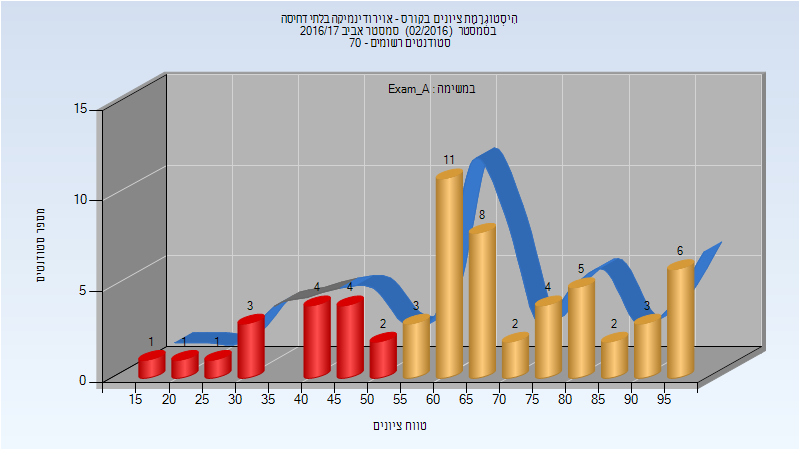 היסטוגרמת ציונים בקורס - אוירודינמיקה בלתי דחיסה
בסמסטר (02/2016) סמסטר אביב 2016/17
סטודנטים רשומים - 70
במשימה : Exam_A
מספר סטודנטים
15
10
5
0
1
1
1
3
4
4
2
3
11
8
2
4
5
2
3
6
15 20 25 30 35 40 45 50 55 60 65 70 75 80 85 90 95
טווח ציונים